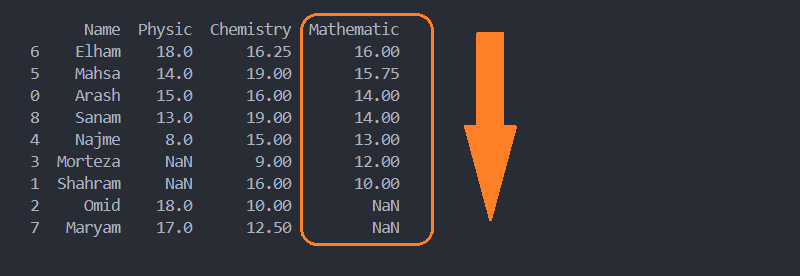 Name Physic Chemistry Mathematic
6 Elham 18.0 16.25 16.00
5 Mahsa 14.0 19.00 15.75
0 Arash 15.0 16.00 14.00
8 Sanam 13.0 19.00 14.00
4 Najme 8.0 15.00 13.00
3 Morteza NaN 9.00 12.00
1 Shahram NaN 16.00 10.00
2 Omid 18.0 10.00 NaN
7 Maryam 17.0 12.50 NaN